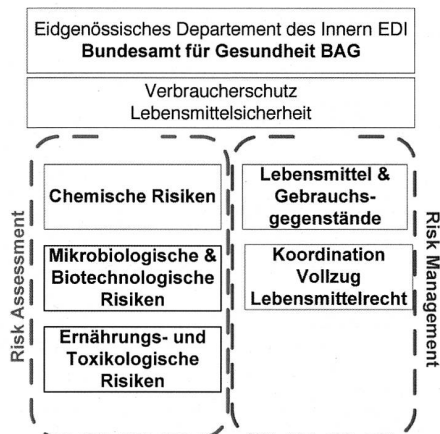 Eidgenössisches Departement des Innern EDI
Bundesamt für Gesundheit BAG
Verbraucherschutz
Lebensmittelsicherheit
Risk Assessment
Chemische Risiken
Mikrobiologische &
Biotechnologische
Risiken
Ernährungs- und
Toxikologische
Risiken
Lebensmittel &
Gebrauchs-
gegenstände
Koordination
Vollzug
Lebensmittelrecht
Risk Management